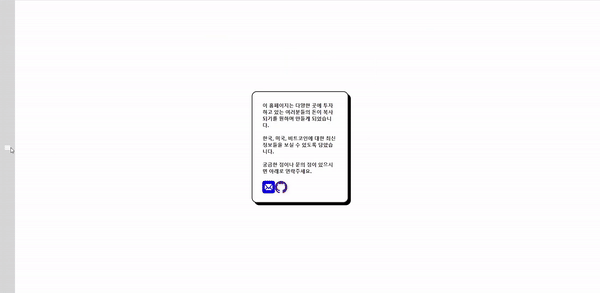 이 홈페이지는 다양한 곳에 투자
하고 있는 여러분들의 돈이 복사
되기를 원하며 만들게 되었습니
다.
한국, 미국, 비트코인에 대한 최신
정보들을 보실 수 있도록 담았습
니다.
궁금한 점이나 문의 점이 있으시
면 아래로 연락주세요.